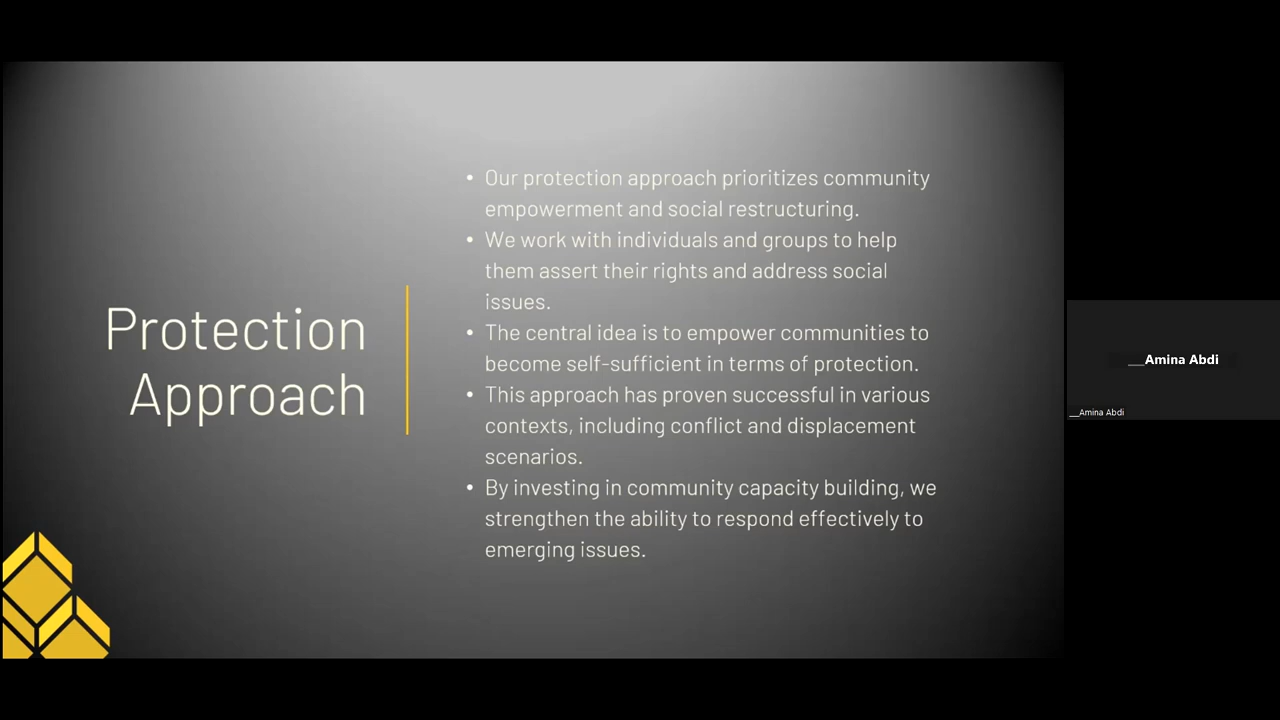 Protection
Approach
• Our protection approach prioritizes community
empowerment and social restructuring.
• We work with individuals and groups to help
them assert their rights and address social
issues.
• The central idea is to empower communities to
become self-sufficient in terms of protection.
• This approach has proven successful in various
contexts, including conflict and displacement
scenarios.
• By investing in community capacity building, we
strengthen the ability to respond effectively to
emerging issues.
__Amina Abdi
__Amina Abdi